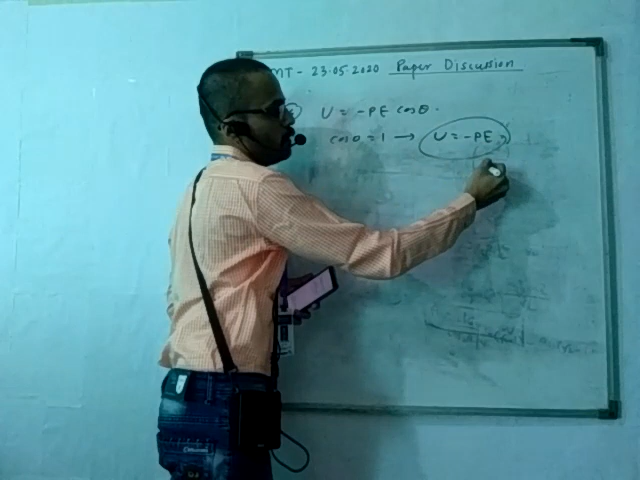 MT - 23.05.2020 Paper Discussion
U = -PE cosθ.
cosθ = 1 → U = -PE